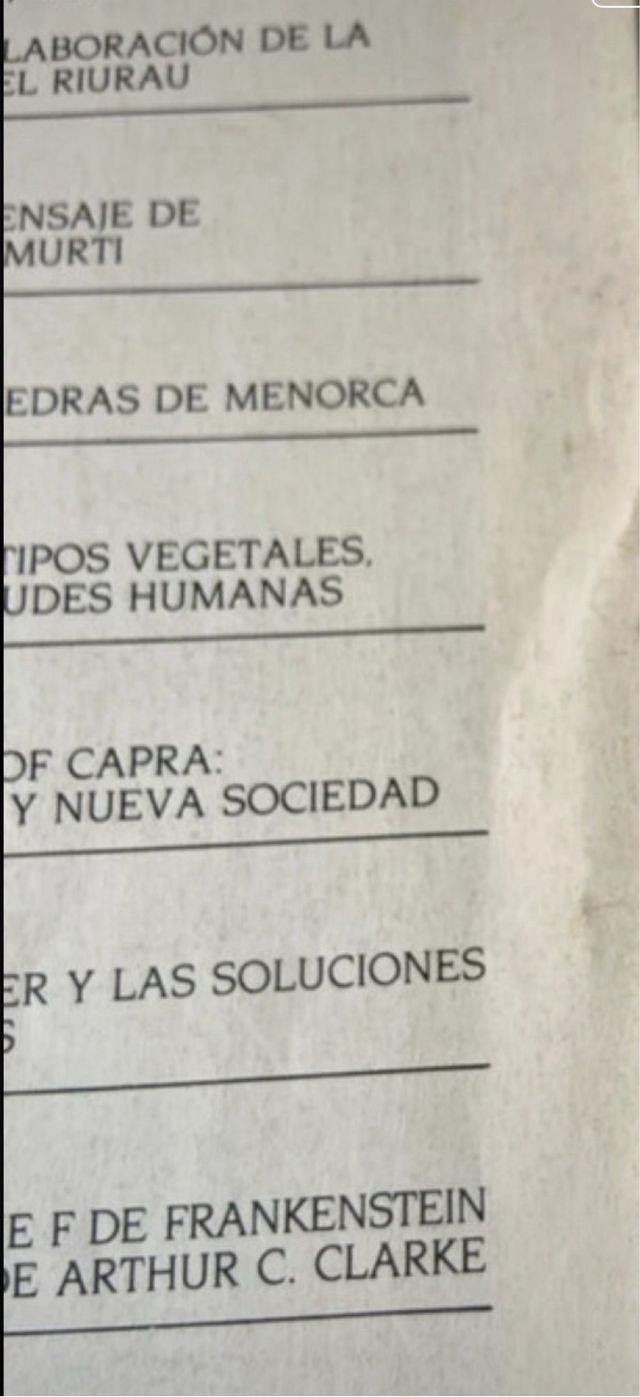 LABORACIÓN DE LA
EL RIURAU
ENSAJE DE
MURTI
EDRAS DE MENORCA
TIPOS VEGETALES.
UDES HUMANAS
OF CAPRA:
Y NUEVA SOCIEDAD
ER Y LAS SOLUCIONES
S
E F DE FRANKENSTEIN
DE ARTHUR C. CLARKE